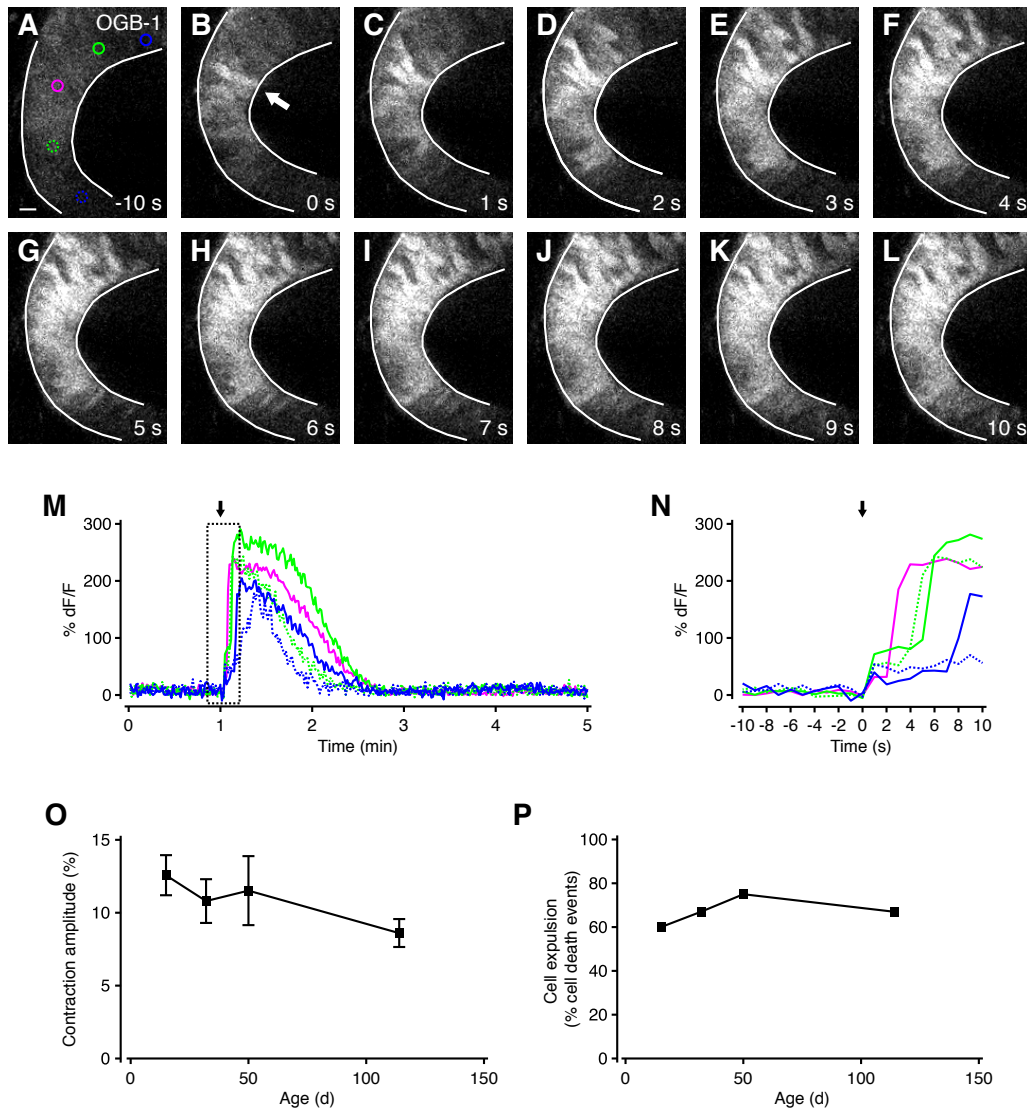 A OGB-1 B C D E F
-10 s 0 s 1 s 2 s 3 s 4 s
G H I J K L
5 s 6 s 7 s 8 s 9 s 10 s
M
% dF/F
300
200
100
0
0 1 2 3 4 5
Time (min)
N
% dF/F
300
200
100
0
-10 -8 -6 -4 -2 0 2 4 6 8 10
Time (s)
O
Contraction amplitude (%)
15
10
5
0
0 50 100 150
Age (d)
P
Cell expulsion
(% cell death events)
100
80
60
40
20
0
0 50 100 150
Age (d)